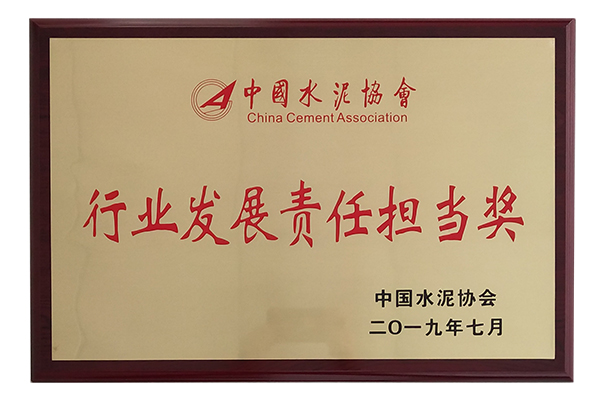 中國水泥協會
China Cement Association
行业发展责任担当奖
中国水泥协会
二〇一九年七月